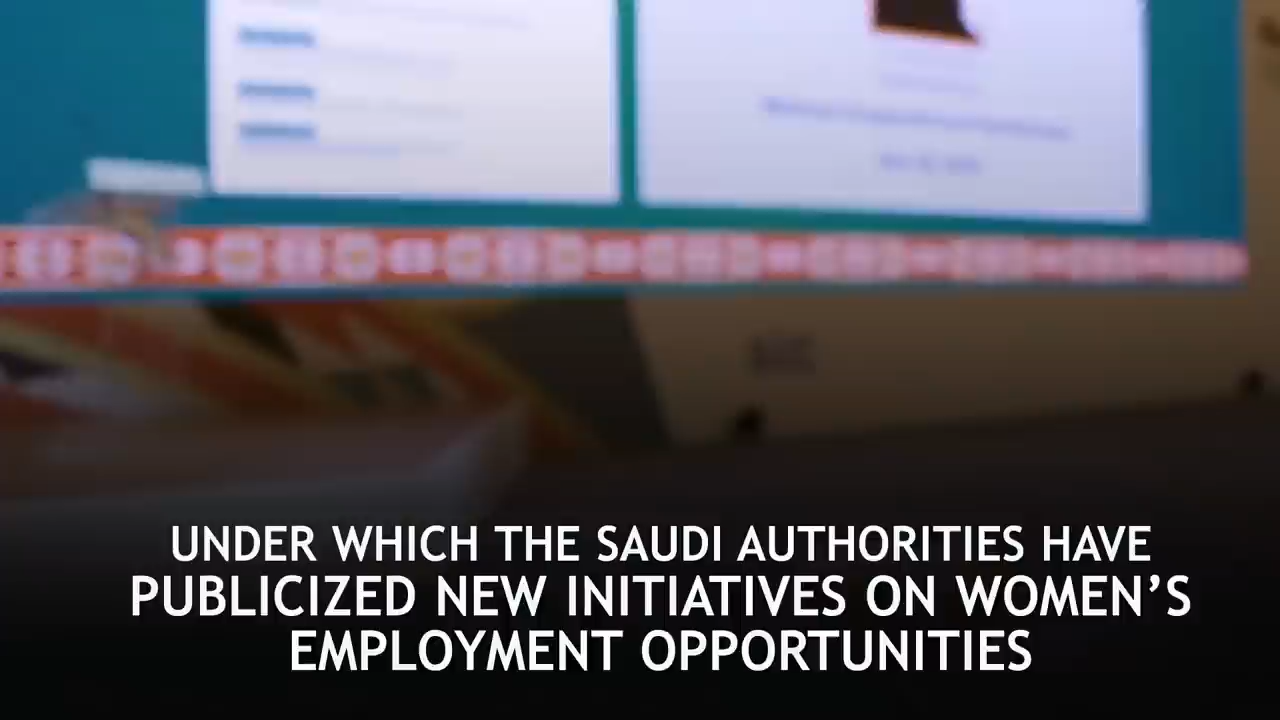 UNDER WHICH THE SAUDI AUTHORITIES HAVE
PUBLICIZED NEW INITIATIVES ON WOMEN’S
EMPLOYMENT OPPORTUNITIES